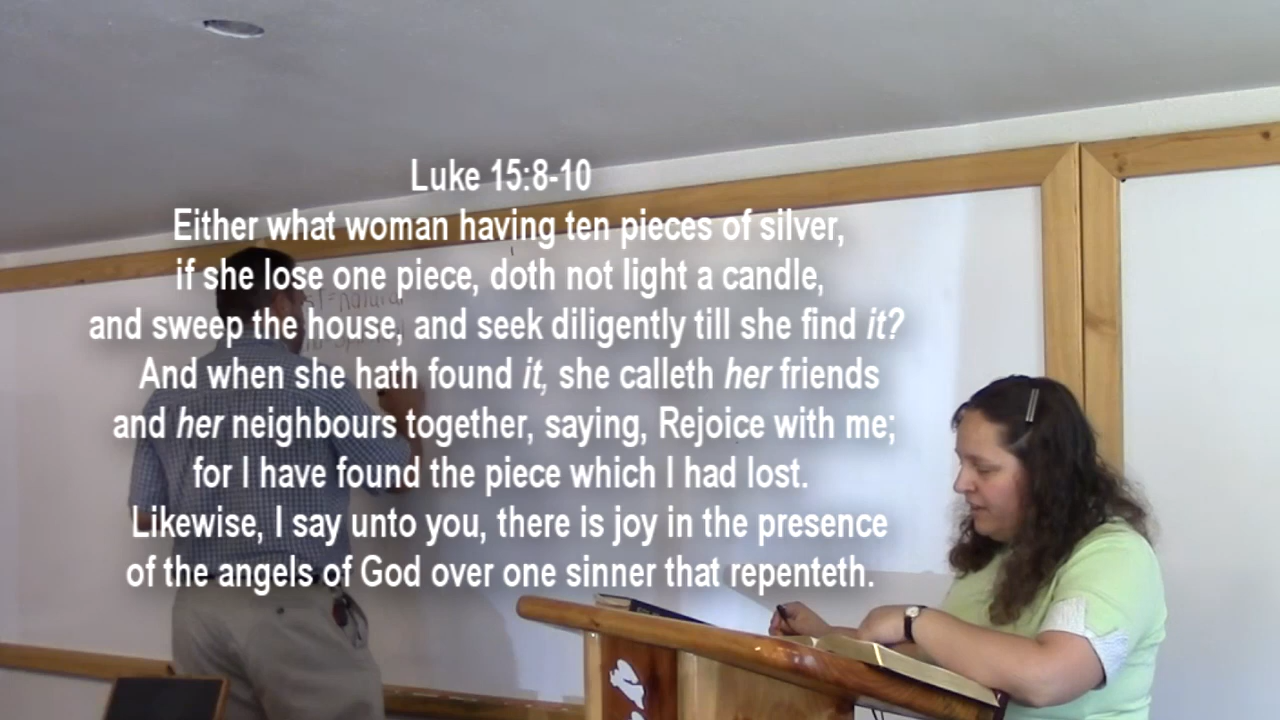 Luke 15:8-10
Either what woman having ten pieces of silver,
if she lose one piece, doth not light a candle,
and sweep the house, and seek diligently till she find it?
And when she hath found it, she calleth her friends
and her neighbours together, saying, Rejoice with me;
for I have found the piece which I had lost.
Likewise, I say unto you, there is joy in the presence
of the angels of God over one sinner that repenteth.